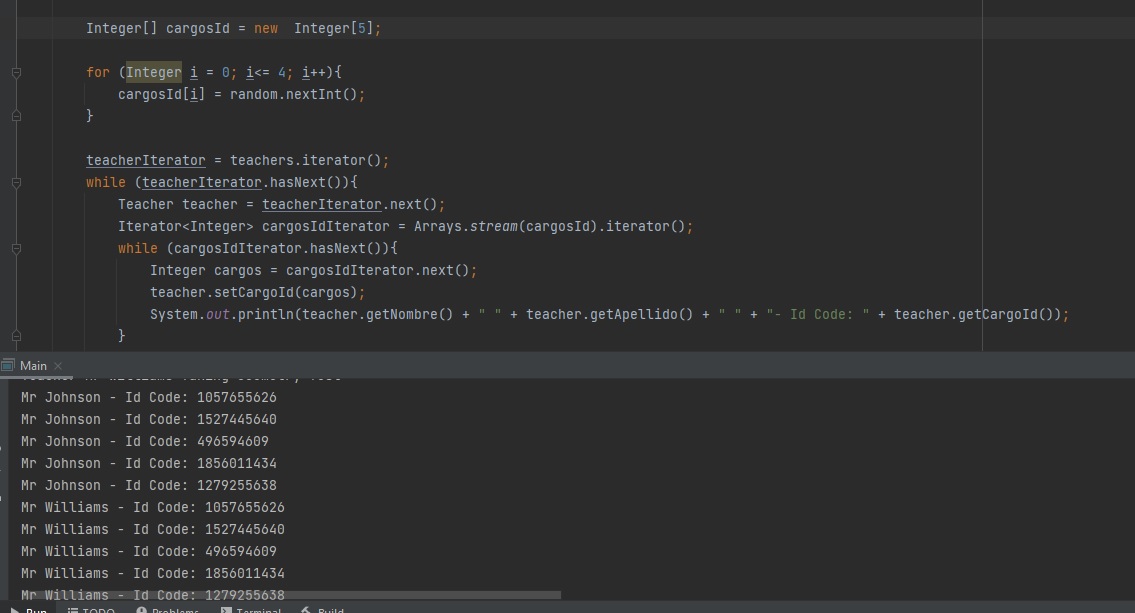 Integer[] cargosId = new  Integer[5];
for (Integer i = 0; i<= 4; i++){
cargosId[i] = random.nextInt();
}
teacherIterator = teachers.iterator();
while (teacherIterator.hasNext()){
Teacher teacher = teacherIterator.next();
Iterator<Integer> cargosIdIterator = Arrays.stream(cargosId).iterator();
while (cargosIdIterator.hasNext()){
Integer cargos = cargosIdIterator.next();
teacher.setCargoId(cargos);
System.out.println(teacher.getNombre() + " " + teacher.getApellido() + " " + "- Id Code: " + teacher.getCargoId());
}
Main
Mr Johnson - Id Code: 1057655626
Mr Johnson - Id Code: 1527445640
Mr Johnson - Id Code: 496594609
Mr Johnson - Id Code: 1856011434
Mr Johnson - Id Code: 1279255638
Mr Williams - Id Code: 1057655626
Mr Williams - Id Code: 1527445640
Mr Williams - Id Code: 496594609
Mr Williams - Id Code: 1856011434
Mr Williams - Id Code: 1279255638
Run TODO Problems Terminal Build